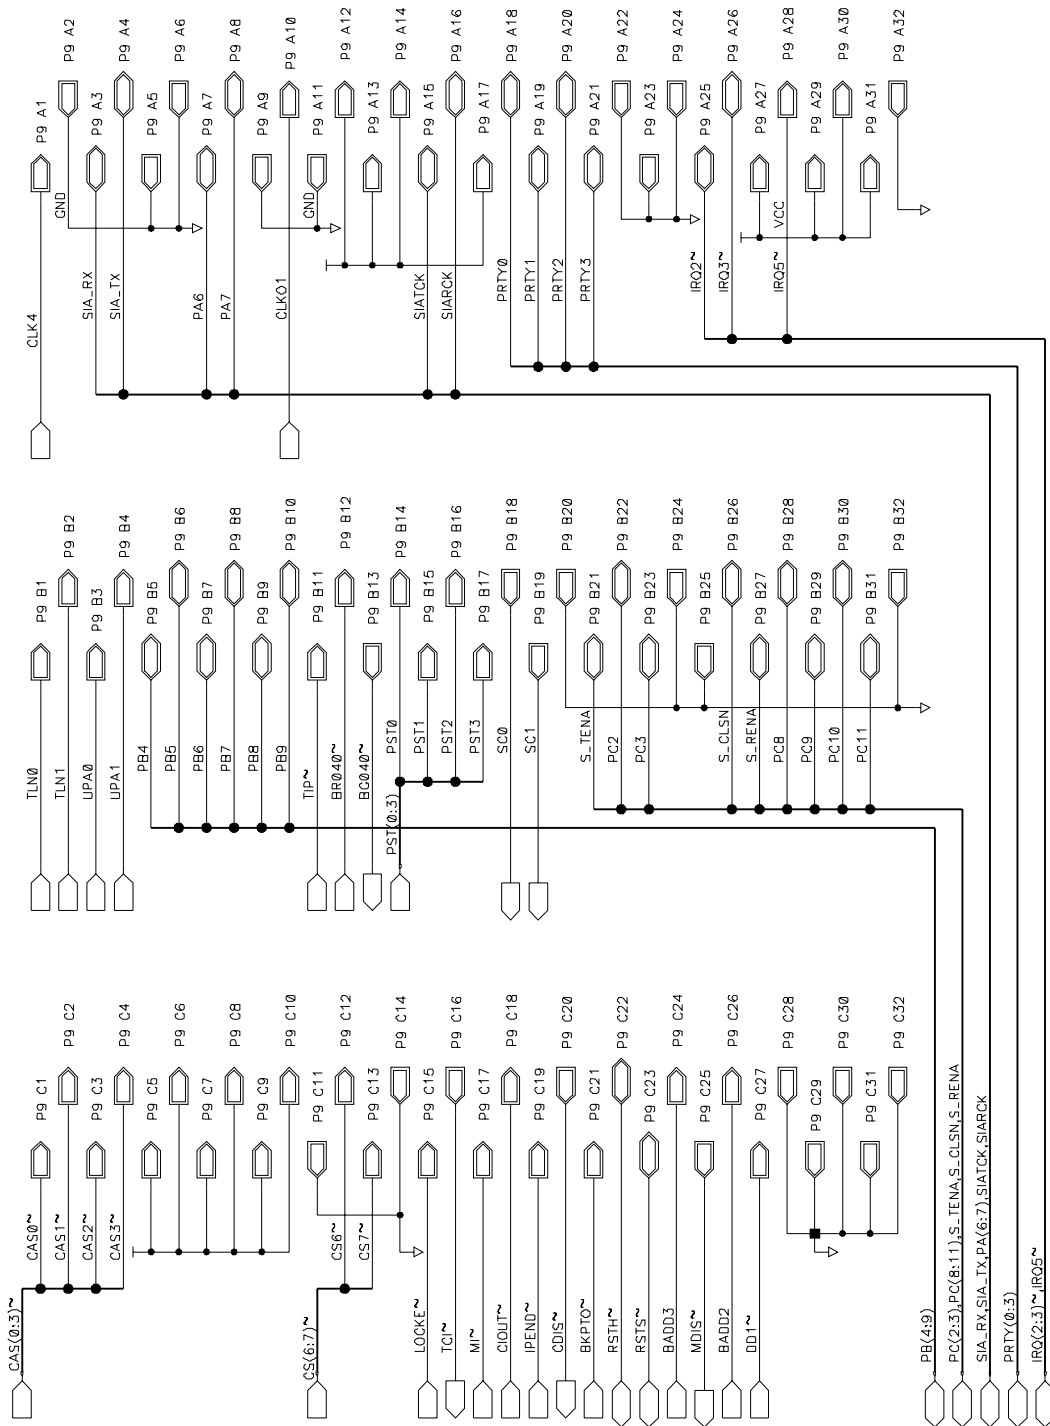 P9 A1
P9 A2
P9 A3
P9 A4
P9 A5
P9 A6
P9 A7
P9 A8
P9 A9
P9 A10
P9 A11
P9 A12
P9 A13
P9 A14
P9 A15
P9 A16
P9 A17
P9 A18
P9 A19
P9 A20
P9 A21
P9 A22
P9 A23
P9 A24
P9 A25
P9 A26
P9 A27
P9 A28
P9 A29
P9 A30
P9 A31
P9 A32
CLK4
GND
SIA_RX
SIA_TX
PA6
PA7
CLKO1
GND
SIATCK
SIARCK
PRTY0
PRTY1
PRTY2
PRTY3
IRQ2~
IRQ3~
IRQ5~
VCC
P9 B1
P9 B2
P9 B3
P9 B4
P9 B5
P9 B6
P9 B7
P9 B8
P9 B9
P9 B10
P9 B11
P9 B12
P9 B13
P9 B14
P9 B15
P9 B16
P9 B17
P9 B18
P9 B19
P9 B20
P9 B21
P9 B22
P9 B23
P9 B24
P9 B25
P9 B26
P9 B27
P9 B28
P9 B29
P9 B30
P9 B31
P9 B32
TLN0
TLN1
UPA0
UPA1
PB4
PB5
PB6
PB7
PB8
PB9
TIP~
BR040~
BG040~
PST(0:3)
PST0
PST1
PST2
PST3
SC0
SC1
S_TENA
PC2
PC3
S_CLSN
S_RENA
PC8
PC9
PC10
PC11
P9 C1
P9 C2
P9 C3
P9 C4
P9 C5
P9 C6
P9 C7
P9 C8
P9 C9
P9 C10
P9 C11
P9 C12
P9 C13
P9 C14
P9 C15
P9 C16
P9 C17
P9 C18
P9 C19
P9 C20
P9 C21
P9 C22
P9 C23
P9 C24
P9 C25
P9 C26
P9 C27
P9 C28
P9 C29
P9 C30
P9 C31
P9 C32
CAS(0:3)~
CAS0~
CAS1~
CAS2~
CAS3~
CS(6:7)~
CS6~
CS7~
LOCKE~
TCI~
MI~
CIOUT~
IPEND~
CDIS~
BKPTO~
RSTH~
RSTS~
BADD3
MDIS~
BADD2
DD1~
PB(4:9)
PC(2:3),PC(8:11),S_TENA,S_CLSN,S_RENA
SIA_RX,SIA_TX,PA(6:7),SIATCK,SIARCK
PRTY(0:3)
IRQ(2:3)~,IRQ5~